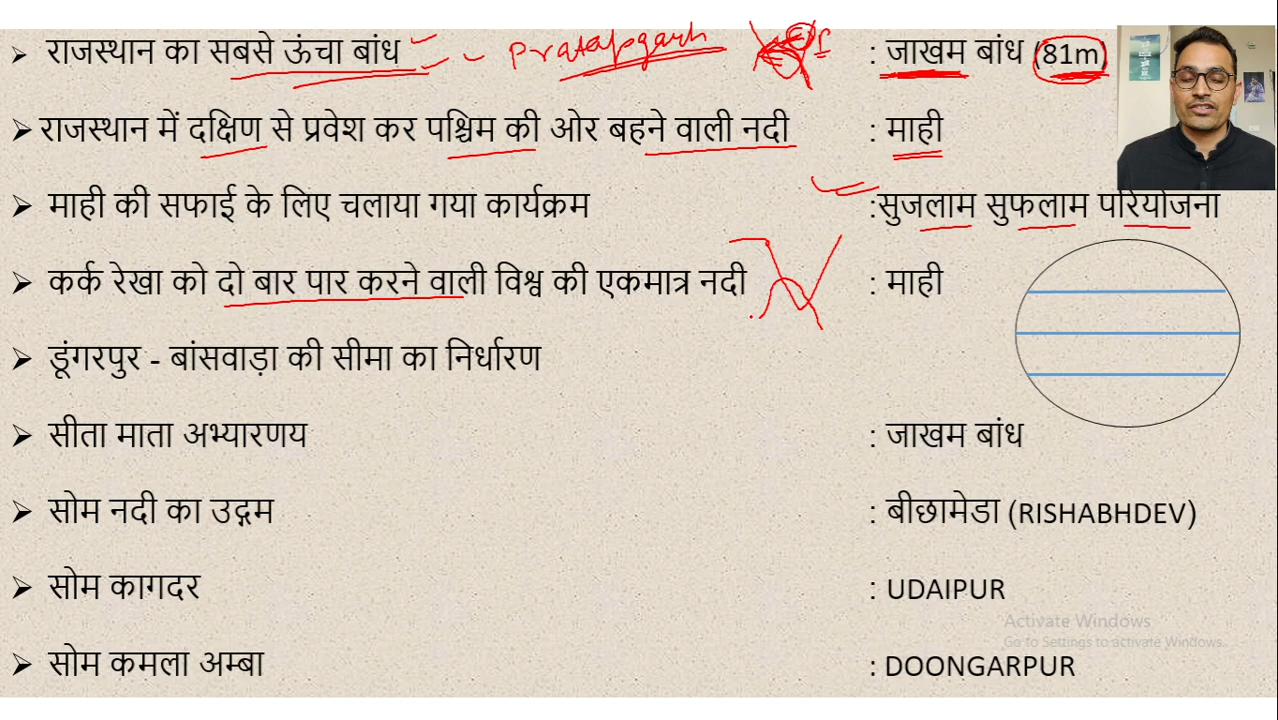 ➢ राजस्थान का सबसे ऊंचा बांध - Pratapgarh : जाखम बांध (81m)
➢ राजस्थान में दक्षिण से प्रवेश कर पश्चिम की ओर बहने वाली नदी : माही
➢ माही की सफाई के लिए चलाया गया कार्यक्रम :सुजलाम सुफलाम परियोजना
➢ कर्क रेखा को दो बार पार करने वाली विश्व की एकमात्र नदी : माही
➢ डूंगरपुर - बांसवाड़ा की सीमा का निर्धारण
➢ सीता माता अभ्यारणय : जाखम बांध
➢ सोम नदी का उद्गम : बीछामेडा (RISHABHDEV)
➢ सोम कागदर : UDAIPUR
Activate Windows
Go to Settings to activate Windows.
➢ सोम कमला अम्बा : DOONGARPUR